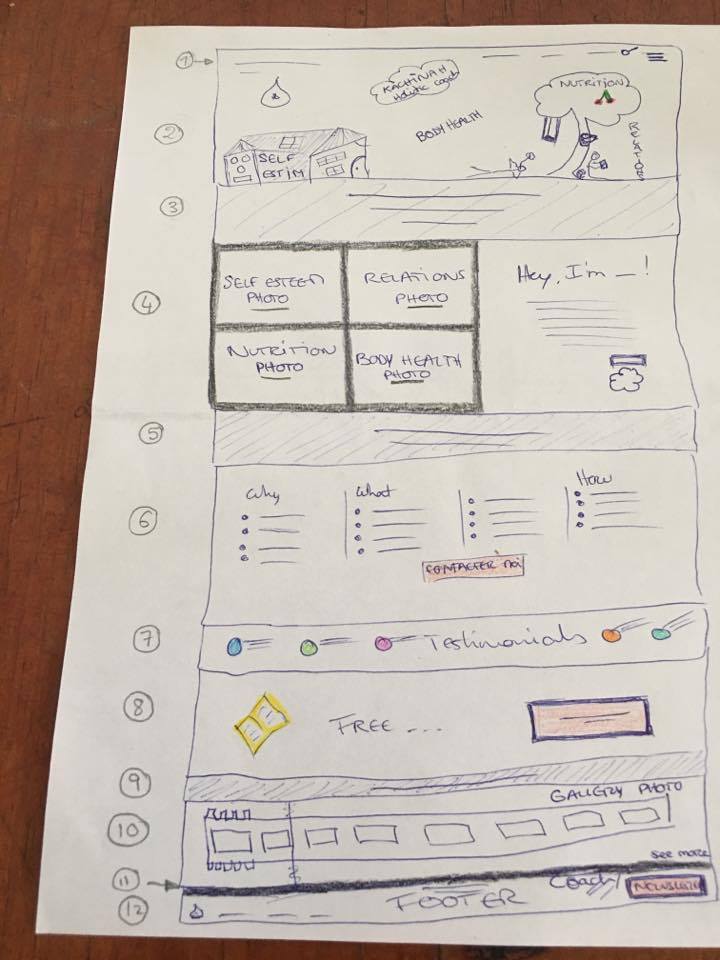 1
2
KACHINAH
Holistic coach
BODY HEALTH
NUTRITION
RELATIONS
SELF
ESTIM
3
4
SELF ESTEEM
PHOTO
RELATIONS
PHOTO
NUTRITION
PHOTO
BODY HEALTH
PHOTO
Hey, I'm _ !
5
6
Why
What
How
CONTACTER Moi
7
Testimonials
8
FREE ...
9
10
GALLERY PHOTO
See more
11
12
FOOTER
Coach